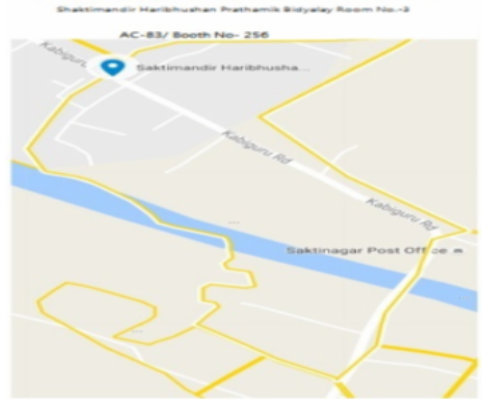 Shaktimandir Haribhushan Prathamik Bidyalay Room No.-3
AC-83/ Booth No- 256
Kabiguru
Saktimandir Haribhusha...
Kabiguru Rd
Kabiguru Rd
Saktinagar Post Office